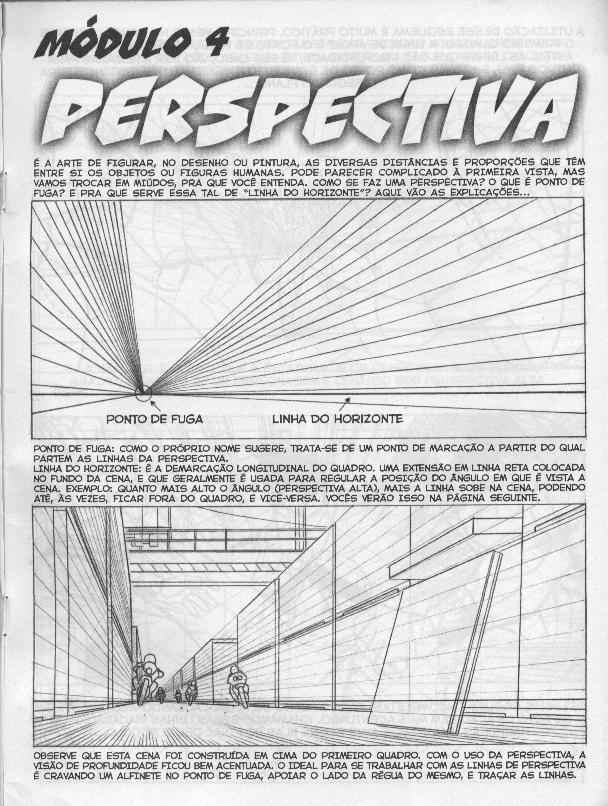 MÓDULO 4
PERSPECTIVA
É A ARTE DE FIGURAR, NO DESENHO OU PINTURA, AS DIVERSAS DISTÂNCIAS E PROPORÇÕES QUE TÊM
ENTRE SI OS OBJETOS OU FIGURAS HUMANAS. PODE PARECER COMPLICADO À PRIMEIRA VISTA, MAS
VAMOS TROCAR EM MIÚDOS, PRA QUE VOCÊ ENTENDA. COMO SE FAZ UMA PERSPECTIVA? O QUE É PONTO DE
FUGA? E PRA QUE SERVE ESSA TAL DE "LINHA DO HORIZONTE"? AQUI VÃO AS EXPLICAÇÕES...
PONTO DE FUGA
LINHA DO HORIZONTE
PONTO DE FUGA: COMO O PRÓPRIO NOME SUGERE, TRATA-SE DE UM PONTO DE MARCAÇÃO A PARTIR DO QUAL
PARTEM AS LINHAS DA PERSPECTIVA.
LINHA DO HORIZONTE: É A DEMARCAÇÃO LONGITUDINAL DO QUADRO. UMA EXTENSÃO EM LINHA RETA COLOCADA
NO FUNDO DA CENA, E QUE GERALMENTE É USADA PARA REGULAR A POSIÇÃO DO ÂNGULO EM QUE É VISTA A
CENA. EXEMPLO: QUANTO MAIS ALTO O ÂNGULO (PERSPECTIVA ALTA), MAIS A LINHA SOBE NA CENA, PODENDO
ATÉ, ÀS VEZES, FICAR FORA DO QUADRO, E VICE-VERSA. VOCÊS VERÃO ISSO NA PÁGINA SEGUINTE.
OBSERVE QUE ESTA CENA FOI CONSTRUÍDA EM CIMA DO PRIMEIRO QUADRO. COM O USO DA PERSPECTIVA, A
VISÃO DE PROFUNDIDADE FICOU BEM ACENTUADA. O IDEAL PARA SE TRABALHAR COM AS LINHAS DE PERSPECTIVA
É CRAVANDO UM ALFINETE NO PONTO DE FUGA, APOIAR O LADO DA RÉGUA DO MESMO, E TRAÇAR AS LINHAS.